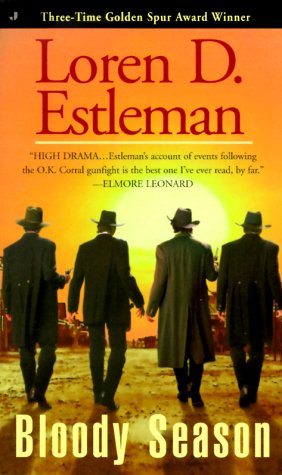 J
Three-Time Golden Spur Award Winner
Loren D.
Estleman
"HIGH DRAMA...Estleman's account of events following
the O.K. Corral gunfight is the best one I've ever read, by far."
—ELMORE LEONARD
Bloody Season